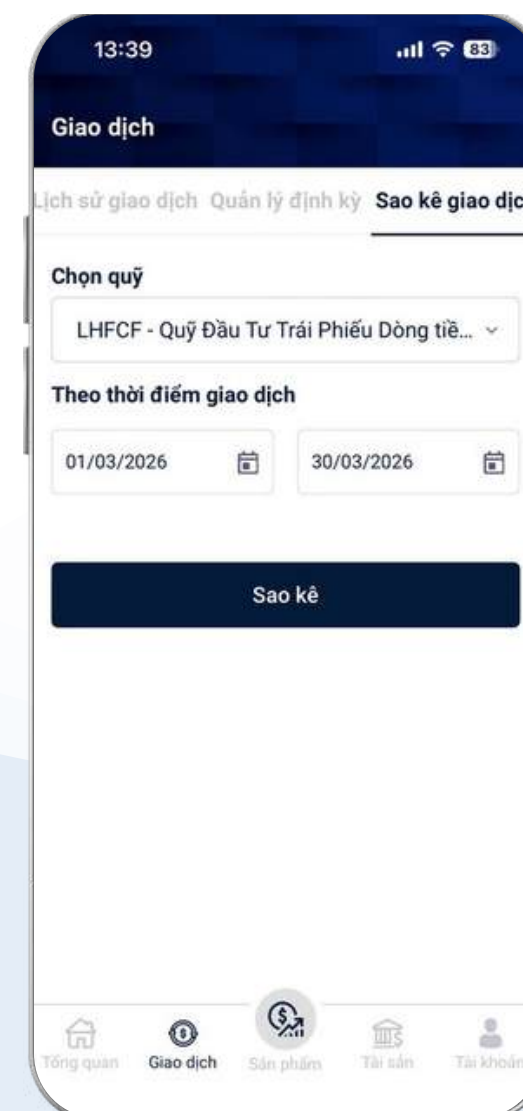 13:39
83
Giao dịch
Lịch sử giao dịch Quản lý định kỳ Sao kê giao dịc
Chọn quỹ
LHFCF - Quỹ Đầu Tư Trái Phiếu Dòng tiề...
Theo thời điểm giao dịch
01/03/2026 30/03/2026
Sao kê
Tổng quan Giao dịch Sản phẩm Tài sản Tài khoản